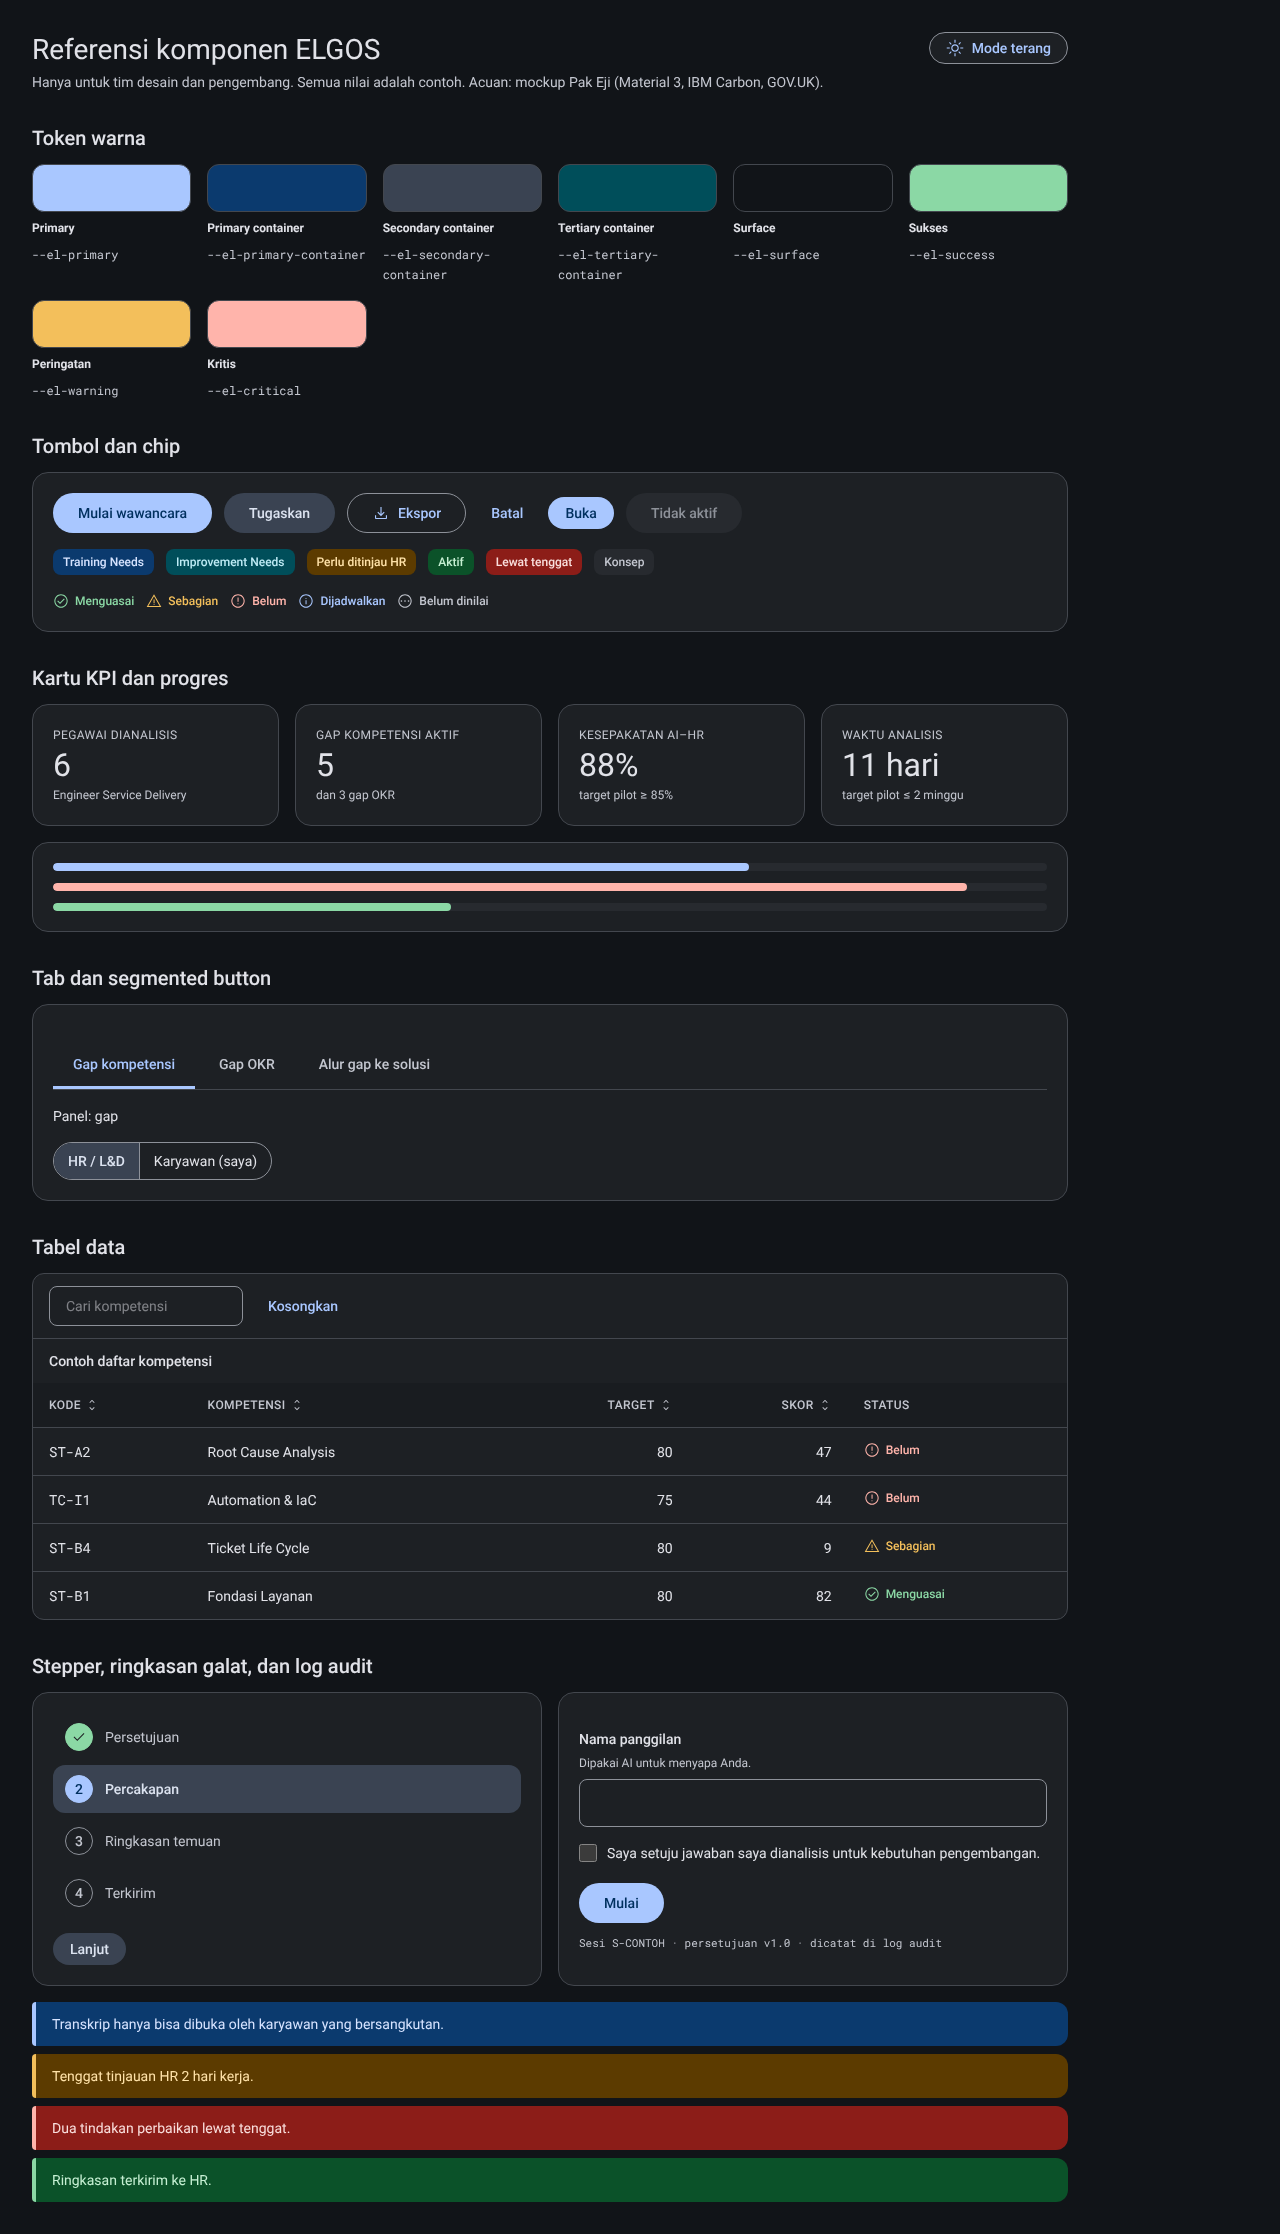 Referensi komponen ELGOS
Mode terang
Hanya untuk tim desain dan pengembang. Semua nilai adalah contoh. Acuan: mockup Pak Eji (Material 3, IBM Carbon, GOV.UK).
Token warna
Primary
Primary container
Secondary container
Tertiary container
Surface
Sukses
--el-primary
--el-primary-container
--el-secondary-
container
--el-tertiary-
container
--el-surface
--el-success
Peringatan
Kritis
--el-warning
--el-critical
Tombol dan chip
Mulai wawancara
Tugaskan
Ekspor
Batal
Buka
Tidak aktif
Training Needs
Improvement Needs
Perlu ditinjau HR
Aktif
Lewat tenggat
Konsep
Menguasai
Sebagian
Belum
Dijadwalkan
Belum dinilai
Kartu KPI dan progres
PEGAWAI DIANALISIS
6
Engineer Service Delivery
GAP KOMPETENSI AKTIF
5
dan 3 gap OKR
KESEPAKATAN AI–HR
88%
target pilot ≥ 85%
WAKTU ANALISIS
11 hari
target pilot ≤ 2 minggu
Tab dan segmented button
Gap kompetensi
Gap OKR
Alur gap ke solusi
Panel: gap
HR / L&D
Karyawan (saya)
Tabel data
Cari kompetensi
Kosongkan
Contoh daftar kompetensi
KODE KOMPETENSI TARGET SKOR STATUS
ST-A2 Root Cause Analysis 80 47 Belum
TC-I1 Automation & IaC 75 44 Belum
ST-B4 Ticket Life Cycle 80 9 Sebagian
ST-B1 Fondasi Layanan 80 82 Menguasai
Stepper, ringkasan galat, dan log audit
Persetujuan
2 Percakapan
3 Ringkasan temuan
4 Terkirim
Lanjut
Nama panggilan
Dipakai AI untuk menyapa Anda.
Saya setuju jawaban saya dianalisis untuk kebutuhan pengembangan.
Mulai
Sesi S-CONTOH · persetujuan v1.0 · dicatat di log audit
Transkrip hanya bisa dibuka oleh karyawan yang bersangkutan.
Tenggat tinjauan HR 2 hari kerja.
Dua tindakan perbaikan lewat tenggat.
Ringkasan terkirim ke HR.